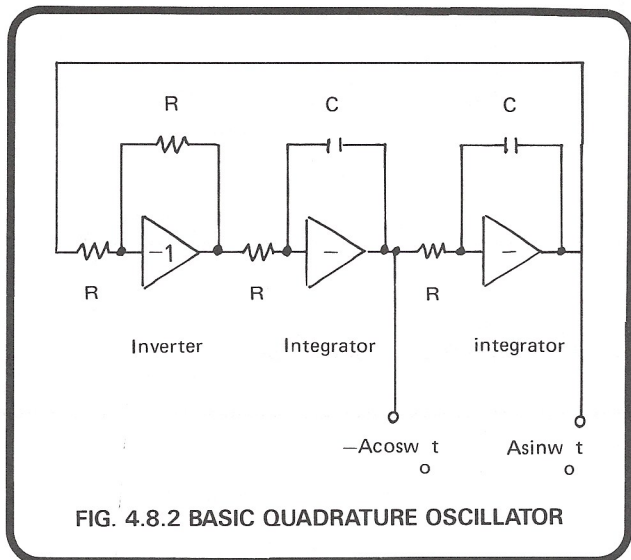 R C C
-1 - -
R R R
Inverter Integrator integrator
-Acosw t Asinw t
o o
FIG. 4.8.2 BASIC QUADRATURE OSCILLATOR